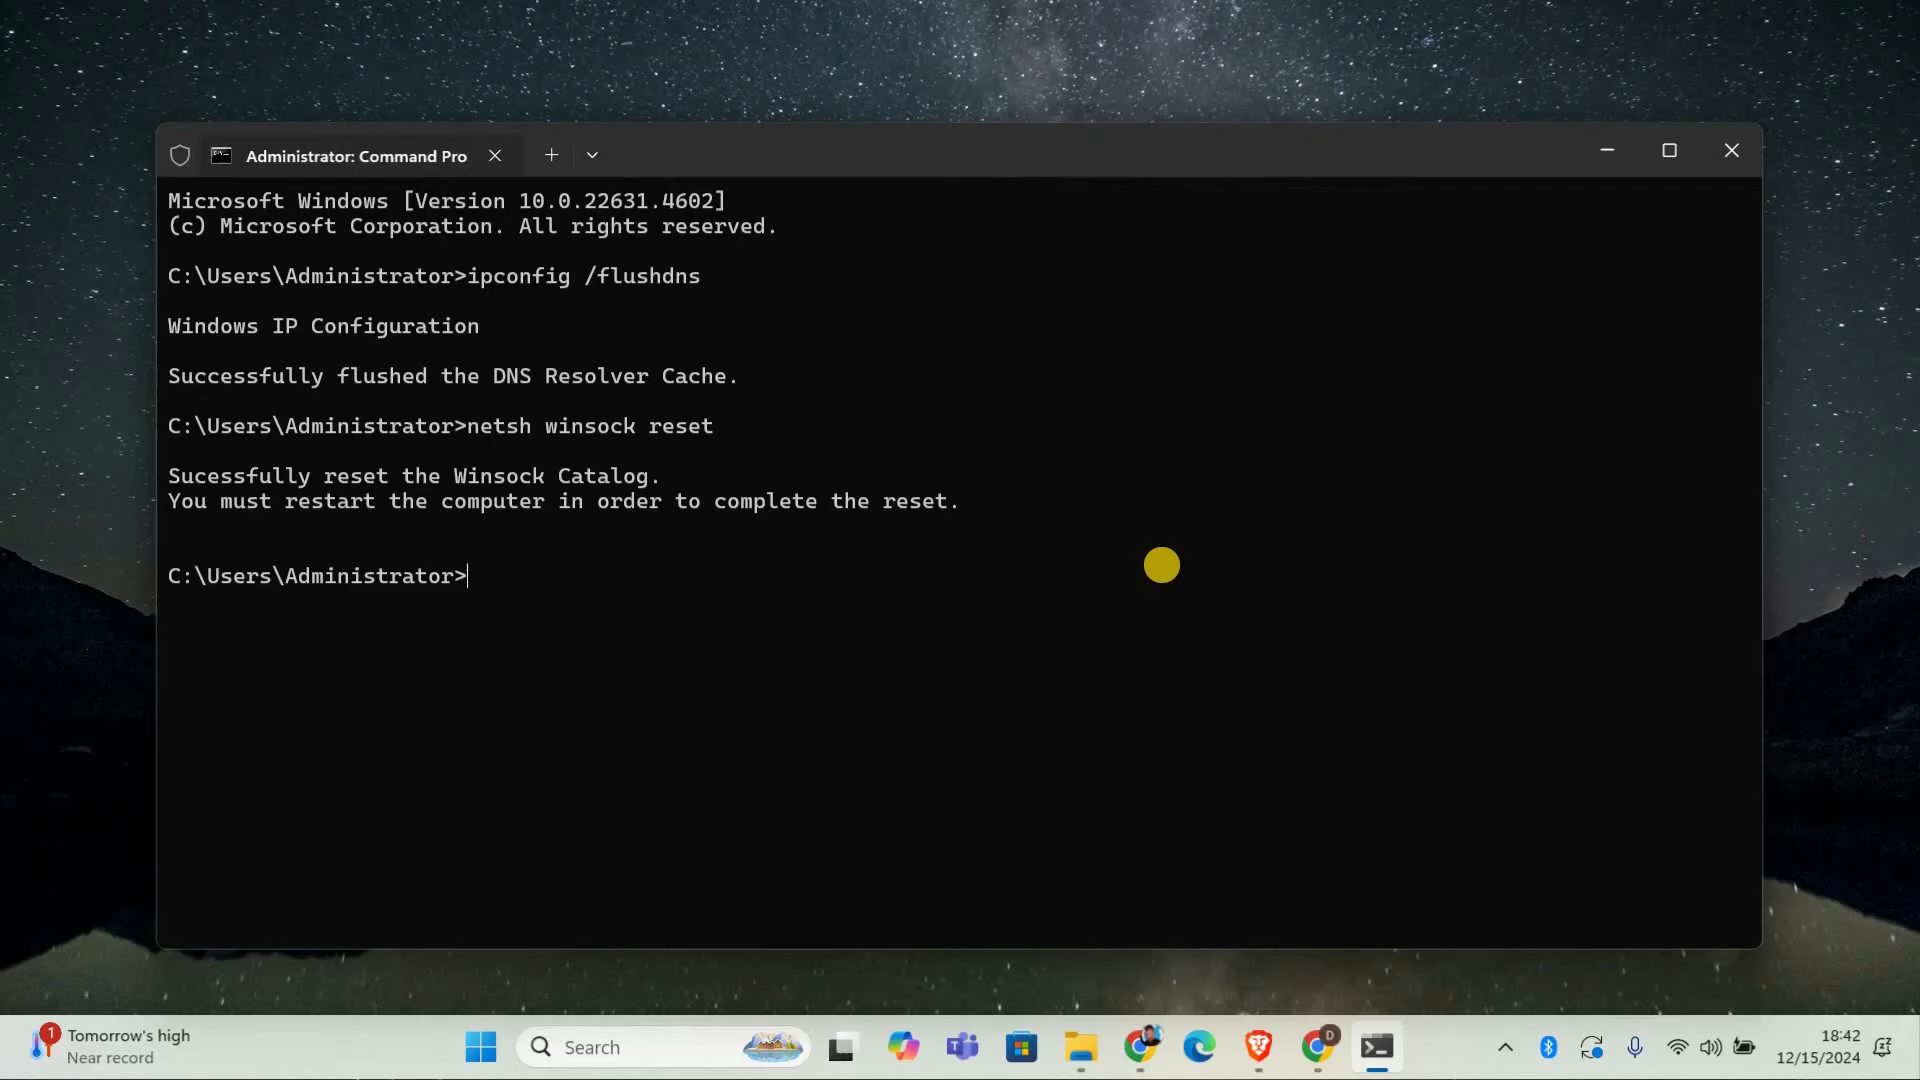 Administrator: Command Pro
Microsoft Windows [Version 10.0.22631.4602]
(c) Microsoft Corporation. All rights reserved.
C:\Users\Administrator>ipconfig /flushdns
Windows IP Configuration
Successfully flushed the DNS Resolver Cache.
C:\Users\Administrator>netsh winsock reset
Sucessfully reset the Winsock Catalog.
You must restart the computer in order to complete the reset.
C:\Users\Administrator>
1
Tomorrow's high
Near record
Search
D
18:42
12/15/2024